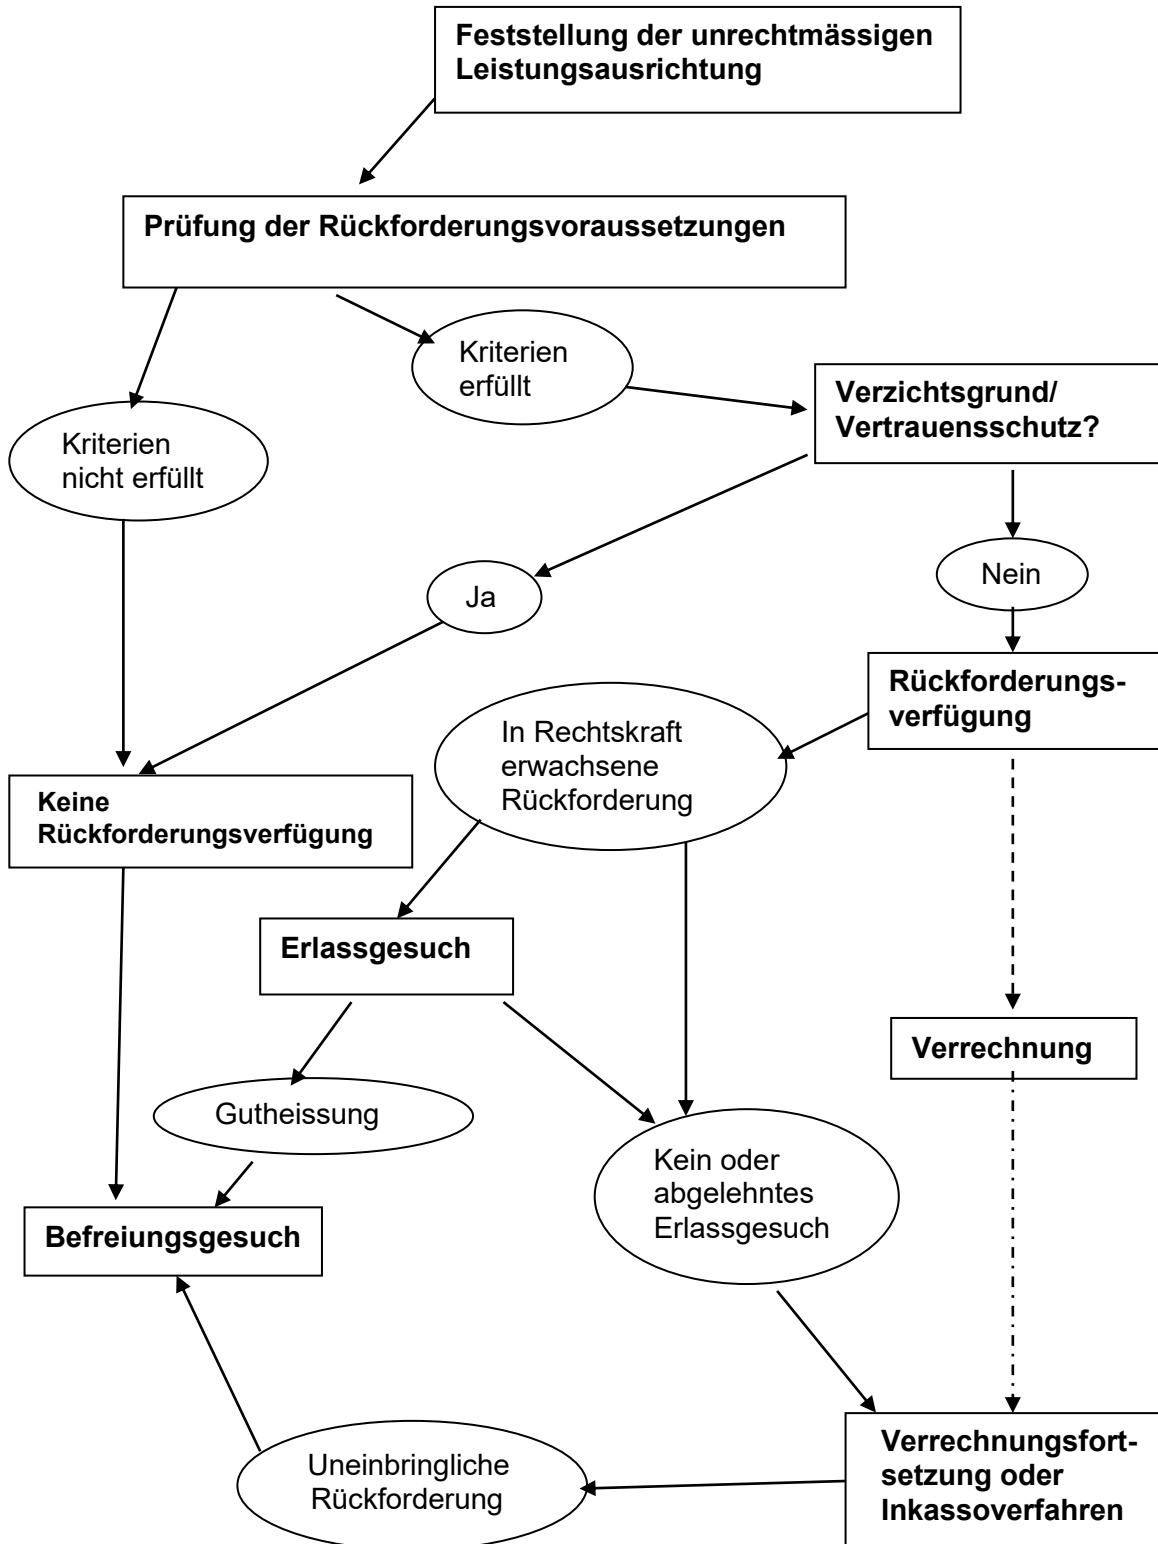 Feststellung der unrechtmässigen
Leistungsausrichtung
Prüfung der Rückforderungsvoraussetzungen
Kriterien
erfüllt
Verzichtsgrund/
Vertrauensschutz?
Kriterien
nicht erfüllt
Ja
Nein
Rückforderungs-
verfügung
In Rechtskraft
erwachsene
Rückforderung
Keine
Rückforderungsverfügung
Erlassgesuch
Verrechnung
Gutheissung
Kein oder
abgelehntes
Erlassgesuch
Befreiungsgesuch
Verrechnungsfort-
setzung oder
Inkassoverfahren
Uneinbringliche
Rückforderung